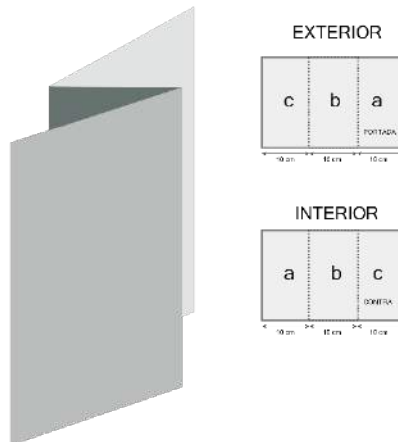 EXTERIOR
c b a
PORTADA
10 cm 10 cm 10 cm
INTERIOR
a b c
CONTRA
10 cm 10 cm 10 cm